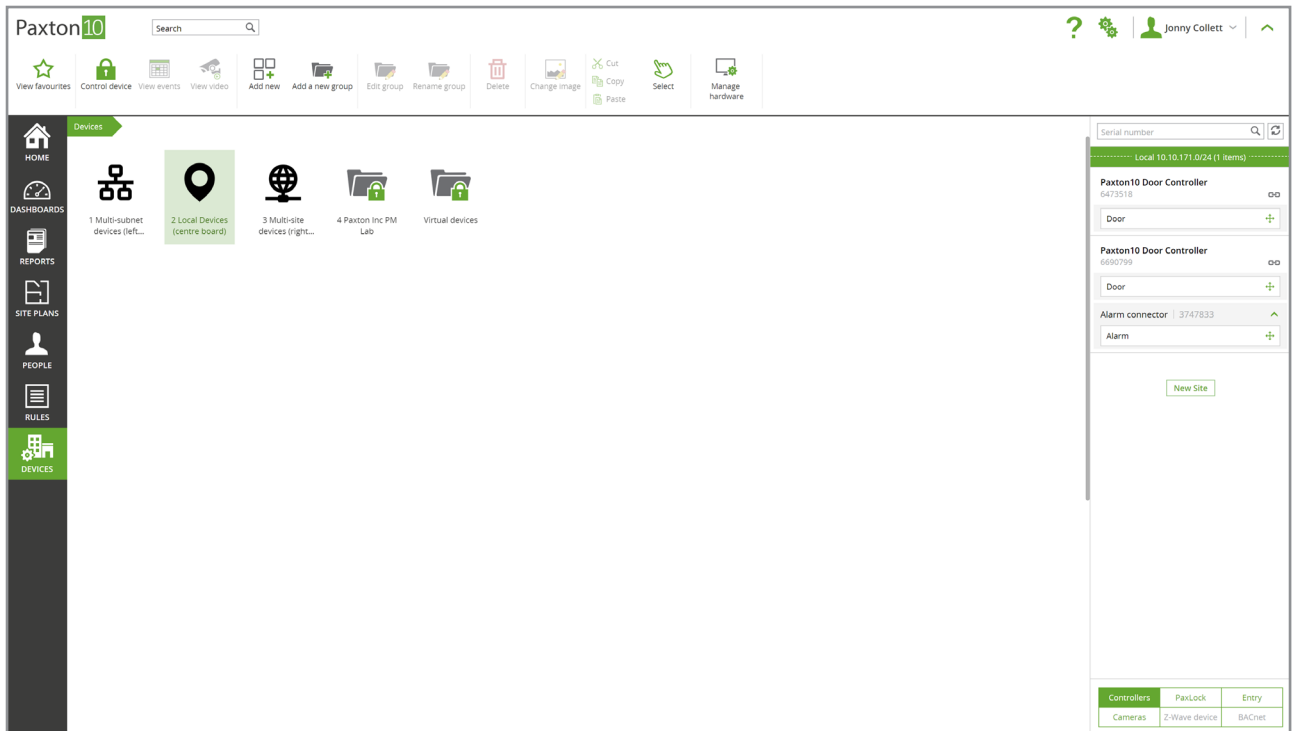 Paxton10
Search
Jonny Collett
View favourites
Control device
View events
View video
Add new
Add a new group
Edit group
Rename group
Delete
Change image
Cut
Copy
Paste
Select
Manage
hardware
HOME
DASHBOARDS
REPORTS
SITE PLANS
PEOPLE
RULES
DEVICES
Devices
1 Multi-subnet
devices (left...
2 Local Devices
(centre board)
3 Multi-site
devices (right...
4 Paxton Inc PM
Lab
Virtual devices
Serial number
Local 10.10.171.0/24 (1 items)
Paxton10 Door Controller
6473518
Door
Paxton10 Door Controller
6690799
Door
Alarm connector | 3747833
Alarm
New Site
Controllers
PaxLock
Entry
Cameras
Z-Wave device
BACnet